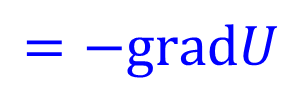 = −gradU